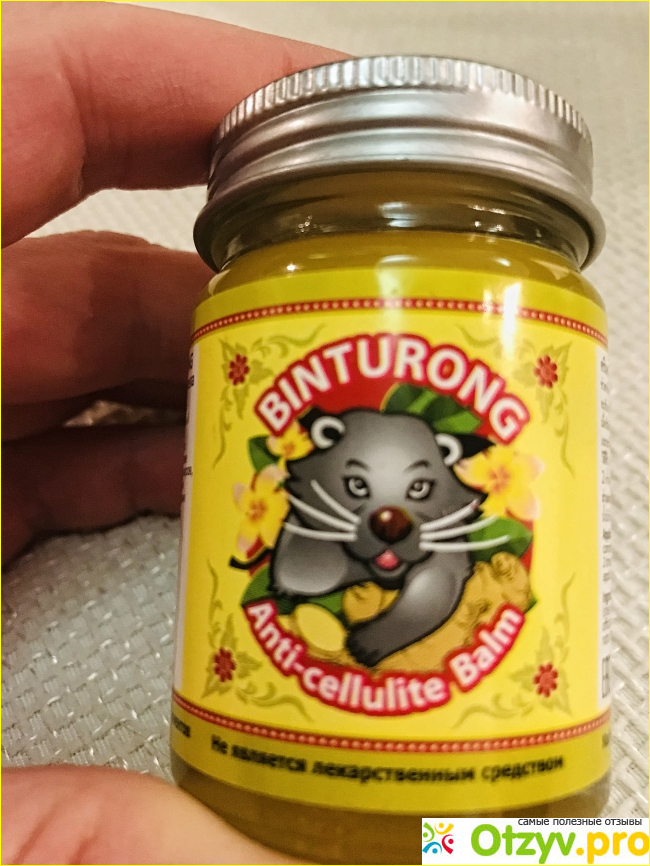 BINTURONG
Anti-cellulite Balm
Не является лекарственным средством
самые полезные отзывы
Otzyv.pro